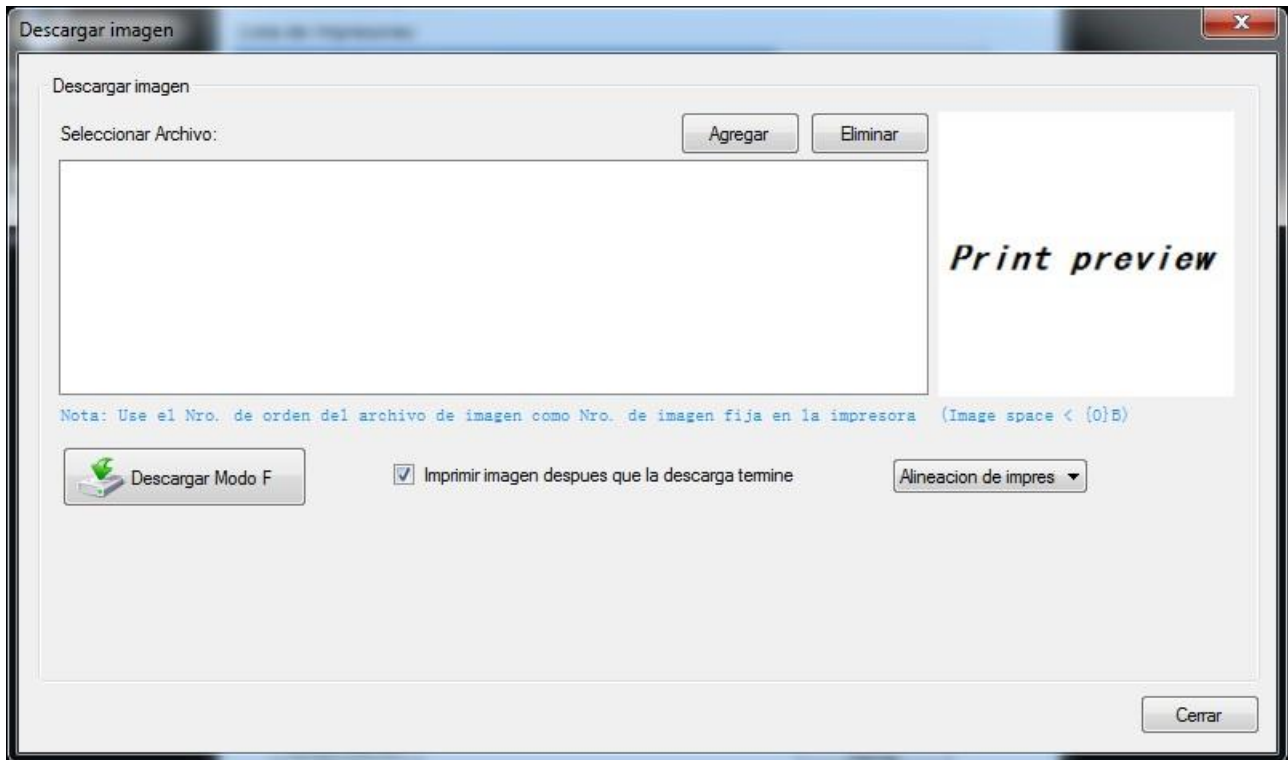 Descargar imagen
Descargar imagen
Seleccionar Archivo:
Agregar
Eliminar
Print preview
Nota: Use el Nro. de orden del archivo de imagen como Nro. de imagen fija en la impresora (Image space < {0}B)
Descargar Modo F
Imprimir imagen despues que la descarga termine
Alineacion de impres
Cerrar